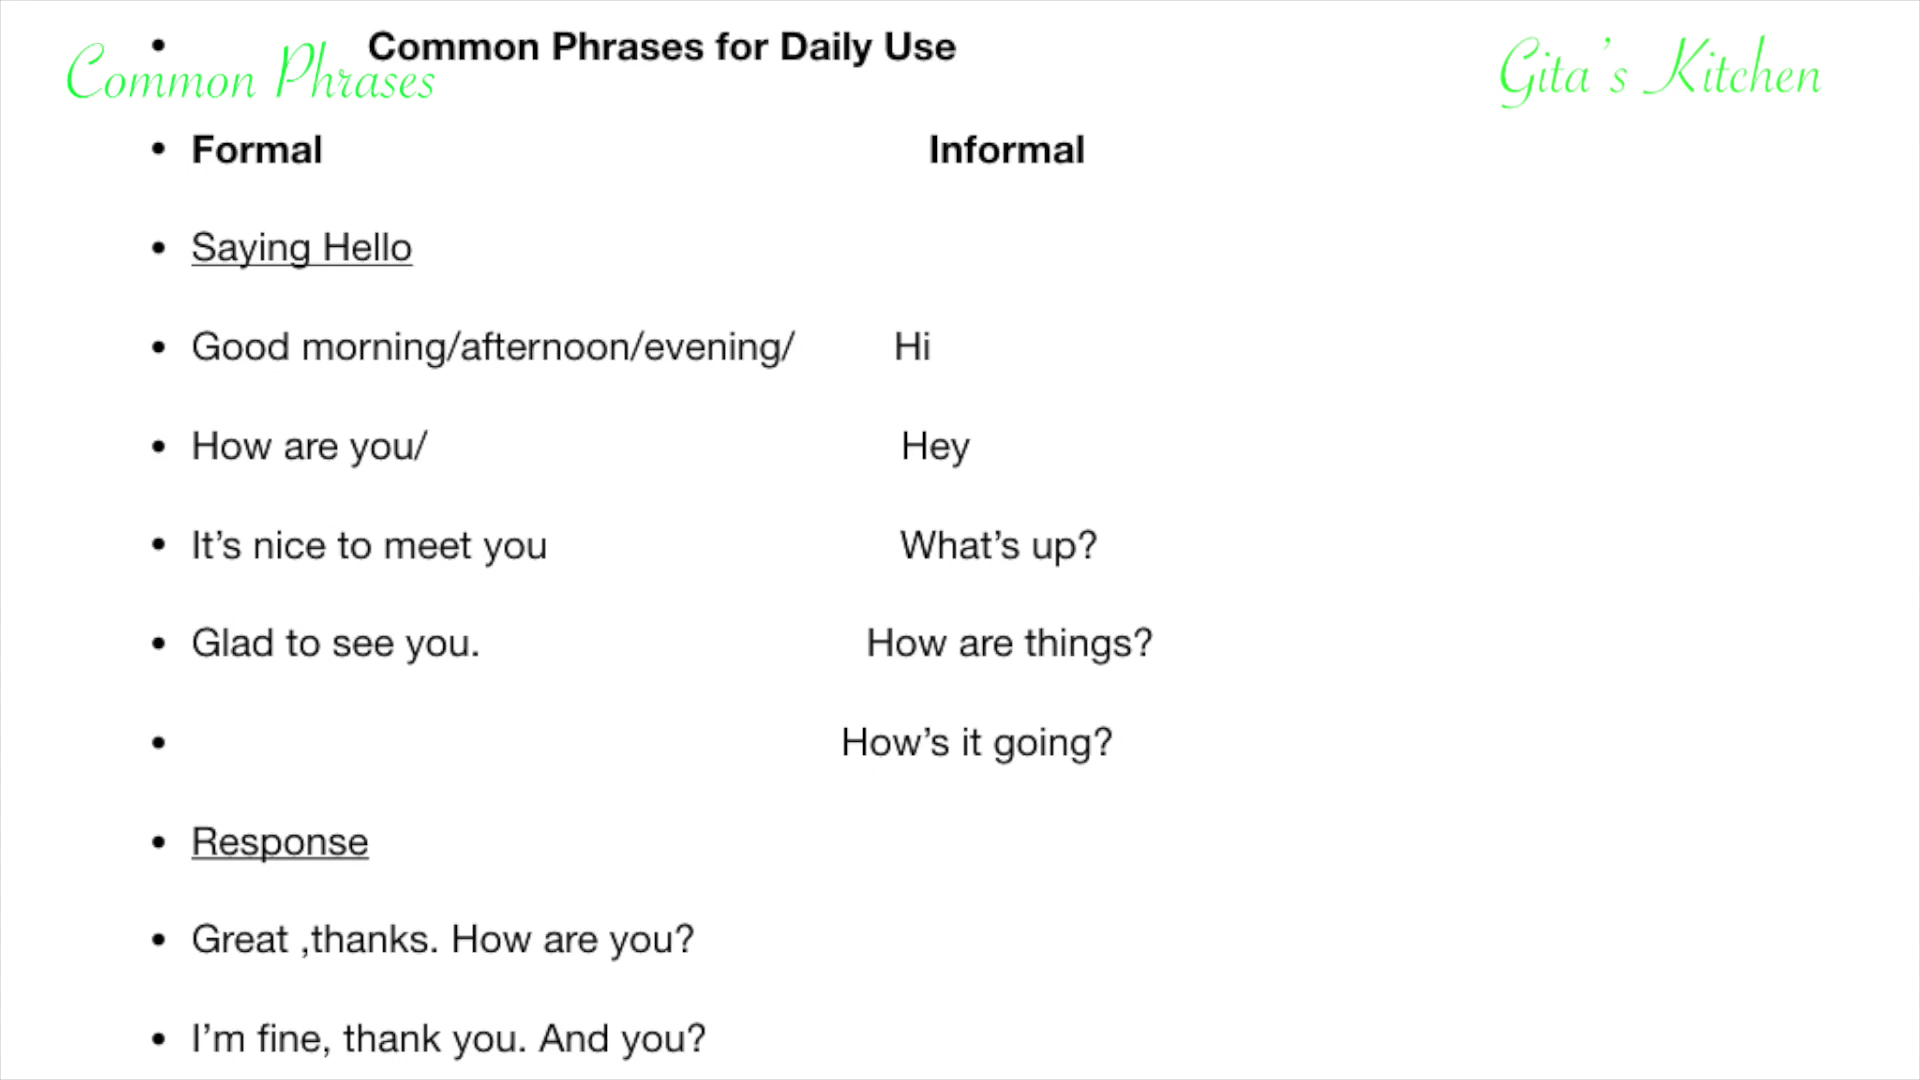 • Common Phrases for Daily Use
Common Phrases
Gita's Kitchen
• Formal Informal
• Saying Hello
• Good morning/afternoon/evening/ Hi
• How are you/ Hey
• It’s nice to meet you What’s up?
• Glad to see you. How are things?
• How’s it going?
• Response
• Great ,thanks. How are you?
• I’m fine, thank you. And you?